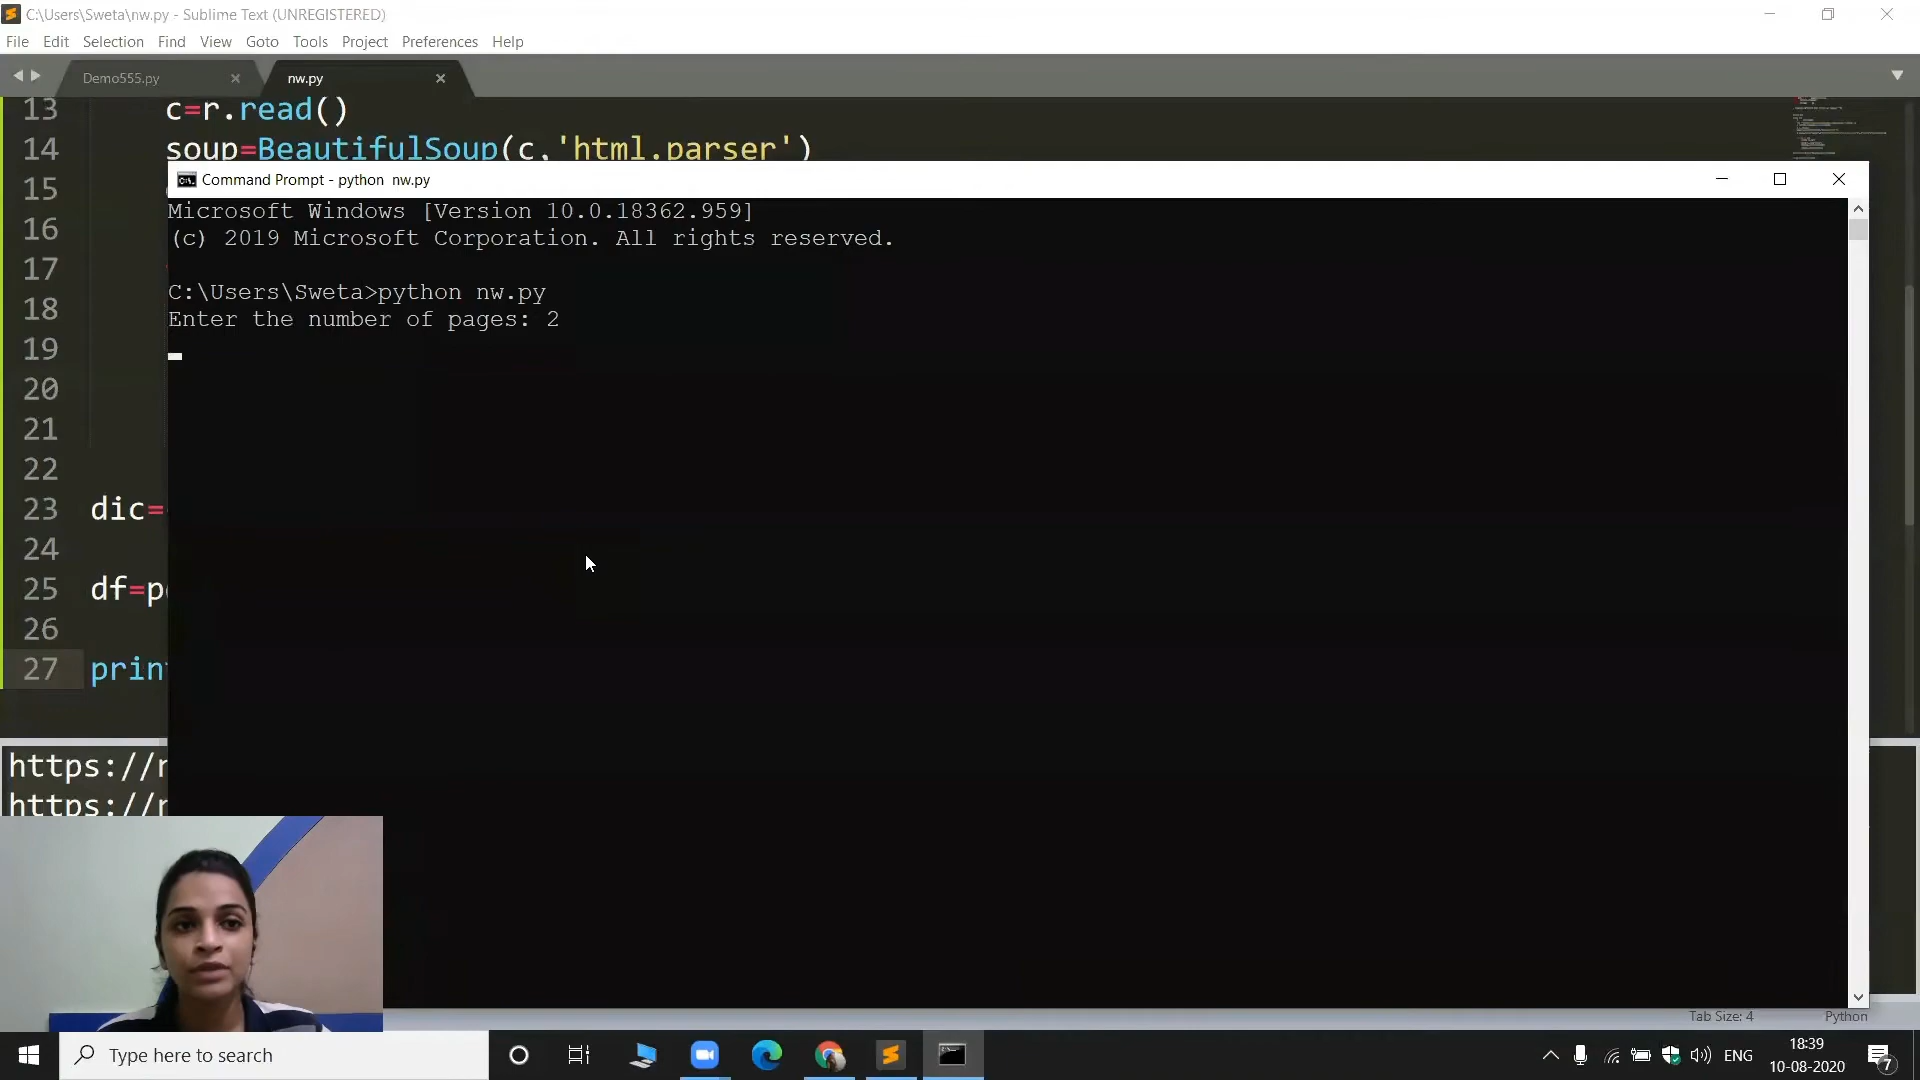 C:\Users\Sweta\nw.py - Sublime Text (UNREGISTERED)
File Edit Selection Find View Goto Tools Project Preferences Help
Demo555.py nw.py
13 c=r.read()
14 soup=BeautifulSoup(c,'html.parser')
15
Command Prompt - python nw.py
Microsoft Windows [Version 10.0.18362.959]
16
(c) 2019 Microsoft Corporation. All rights reserved.
17
C:\Users\Sweta>python nw.py
18
Enter the number of pages: 2
19
20
21
22
23 dic=
24
25 df=p
26
27 prin
https://
https://
Tab Size: 4 Python
Type here to search
ENG
18:39
10-08-2020
7